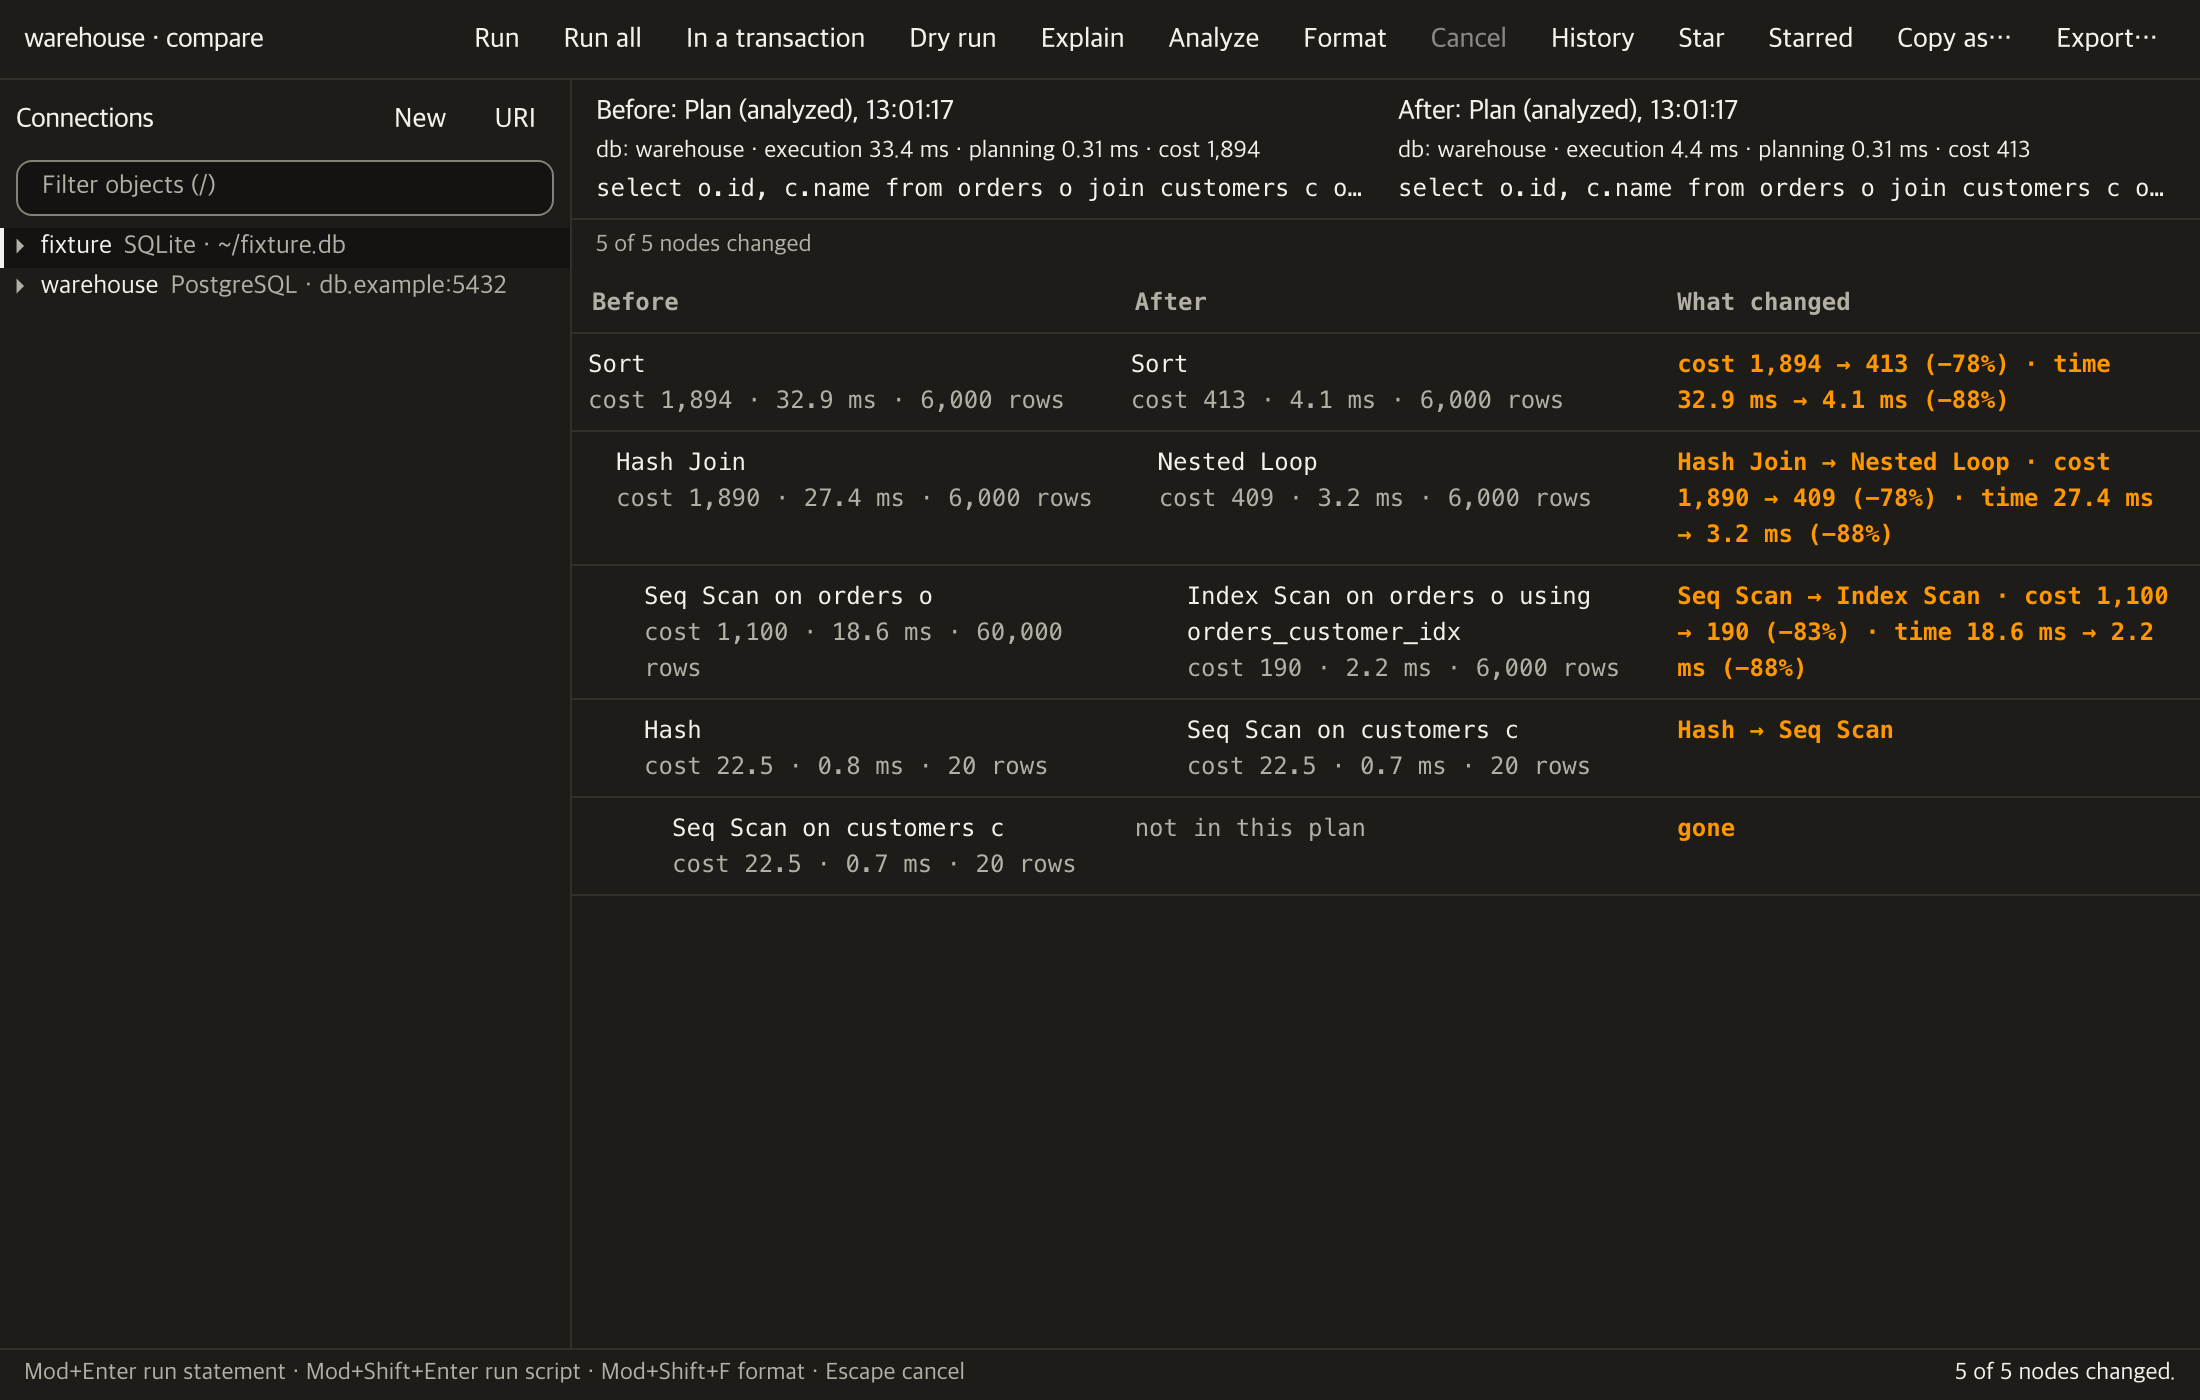 warehouse · compare
Run
Run all
In a transaction
Dry run
Explain
Analyze
Format
Cancel
History
Star
Starred
Copy as···
Export···
Connections
New
URI
Filter objects (/)
fixture SQLite · ~/fixture.db
warehouse PostgreSQL · db.example:5432
Before: Plan (analyzed), 13:01:17
db: warehouse · execution 33.4 ms · planning 0.31 ms · cost 1,894
select o.id, c.name from orders o join customers c o…
After: Plan (analyzed), 13:01:17
db: warehouse · execution 4.4 ms · planning 0.31 ms · cost 413
select o.id, c.name from orders o join customers c o…
5 of 5 nodes changed
Before
After
What changed
Sort
cost 1,894 · 32.9 ms · 6,000 rows
Sort
cost 413 · 4.1 ms · 6,000 rows
cost 1,894 → 413 (−78%) · time
32.9 ms → 4.1 ms (−88%)
Hash Join
cost 1,890 · 27.4 ms · 6,000 rows
Nested Loop
cost 409 · 3.2 ms · 6,000 rows
Hash Join → Nested Loop · cost
1,890 → 409 (−78%) · time 27.4 ms
→ 3.2 ms (−88%)
Seq Scan on orders o
cost 1,100 · 18.6 ms · 60,000
rows
Index Scan on orders o using
orders_customer_idx
cost 190 · 2.2 ms · 6,000 rows
Seq Scan → Index Scan · cost 1,100
→ 190 (−83%) · time 18.6 ms → 2.2
ms (−88%)
Hash
cost 22.5 · 0.8 ms · 20 rows
Seq Scan on customers c
cost 22.5 · 0.7 ms · 20 rows
Hash → Seq Scan
Seq Scan on customers c
cost 22.5 · 0.7 ms · 20 rows
not in this plan
gone
Mod+Enter run statement · Mod+Shift+Enter run script · Mod+Shift+F format · Escape cancel
5 of 5 nodes changed.